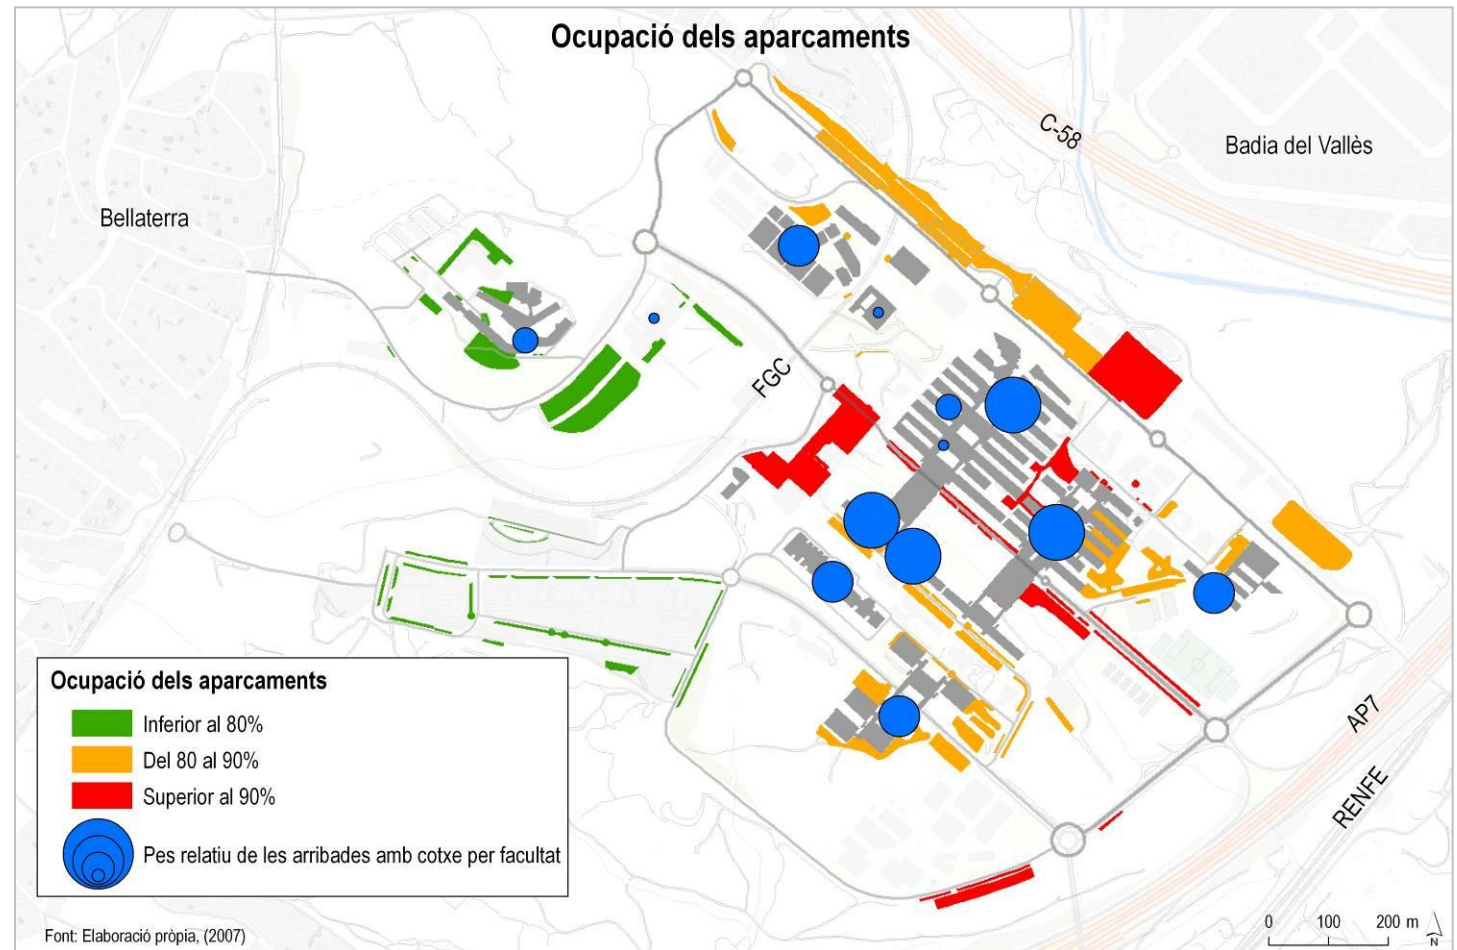 Ocupació dels aparcaments
C-58
Badia del Vallès
Bellaterra
FGC
AP7
RENFE
Ocupació dels aparcaments
Inferior al 80%
Del 80 al 90%
Superior al 90%
Pes relatiu de les arribades amb cotxe per facultat
Font: Elaboració pròpia, (2007)
0 100 200 m
N